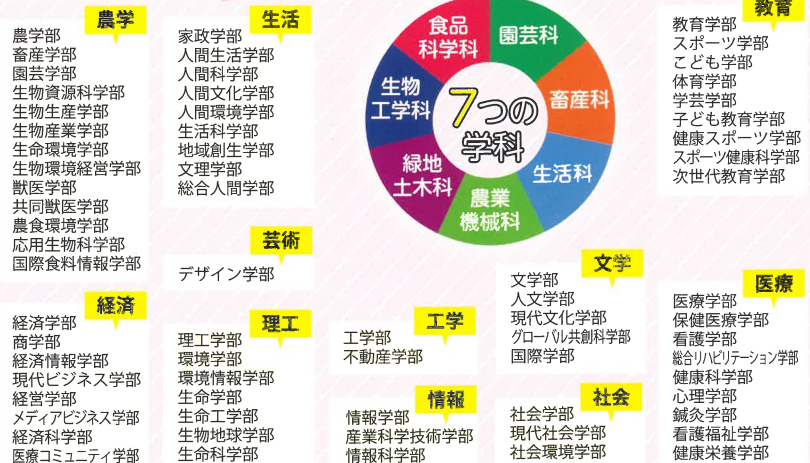 農学
農学部
畜産学部
園芸学部
生物資源科学部
生物生産学部
生物産業学部
生命環境学部
生物環境経営学部
獣医学部
共同獣医学部
農食環境学部
応用生物科学部
国際食料情報学部
経済
経済学部
商学部
経済情報学部
現代ビジネス学部
経営学部
メディアビジネス学部
経済科学部
医療コミュニティ学部
生活
家政学部
人間生活学部
人間科学部
人間文化学部
人間環境学部
生活科学部
地域創生学部
文理学部
総合人間学部
芸術
デザイン学部
理工
理工学部
環境学部
環境情報学部
生命学部
生命工学部
生物地球学部
生命科学部
食品
科学科
園芸科
畜産科
生活科
農業
機械科
緑地
土木科
生物
工学科
7つの
学科
工学
工学部
不動産学部
情報
情報学部
産業科学技術学部
情報科学部
文学
文学部
人文学部
現代文化学部
グローバル共創科学部
国際学部
社会
社会学部
現代社会学部
社会環境学部
教育
教育学部
スポーツ学部
こども学部
体育学部
学芸学部
子ども教育学部
健康スポーツ学部
スポーツ健康科学部
次世代教育学部
医療
医療学部
保健医療学部
看護学部
総合リハビリテーション学部
健康科学部
心理学部
鍼灸学部
看護福祉学部
健康栄養学部